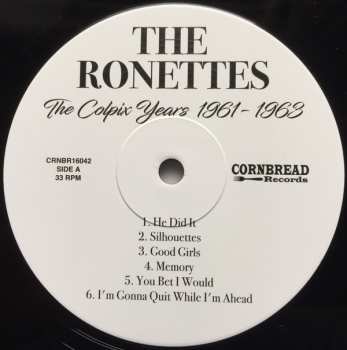 THE
RONETTES
The Colpix Years 1961-1963
CRNBR16042
SIDE A
33 RPM
CORNBREAD
Records
1. He Did It
2. Silhouettes
3. Good Girls
4. Memory
5. You Bet I Would
6. I'm Gonna Quit While I'm Ahead